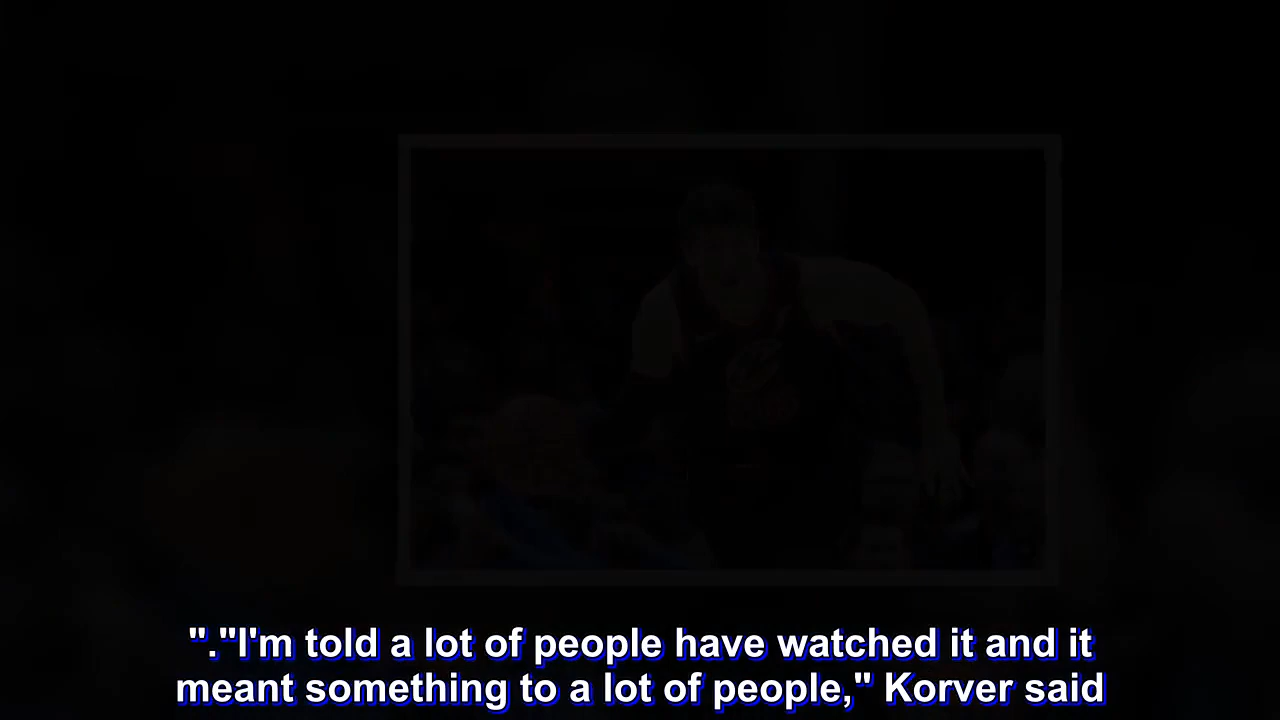 "."I'm told a lot of people have watched it and it
meant something to a lot of people," Korver said